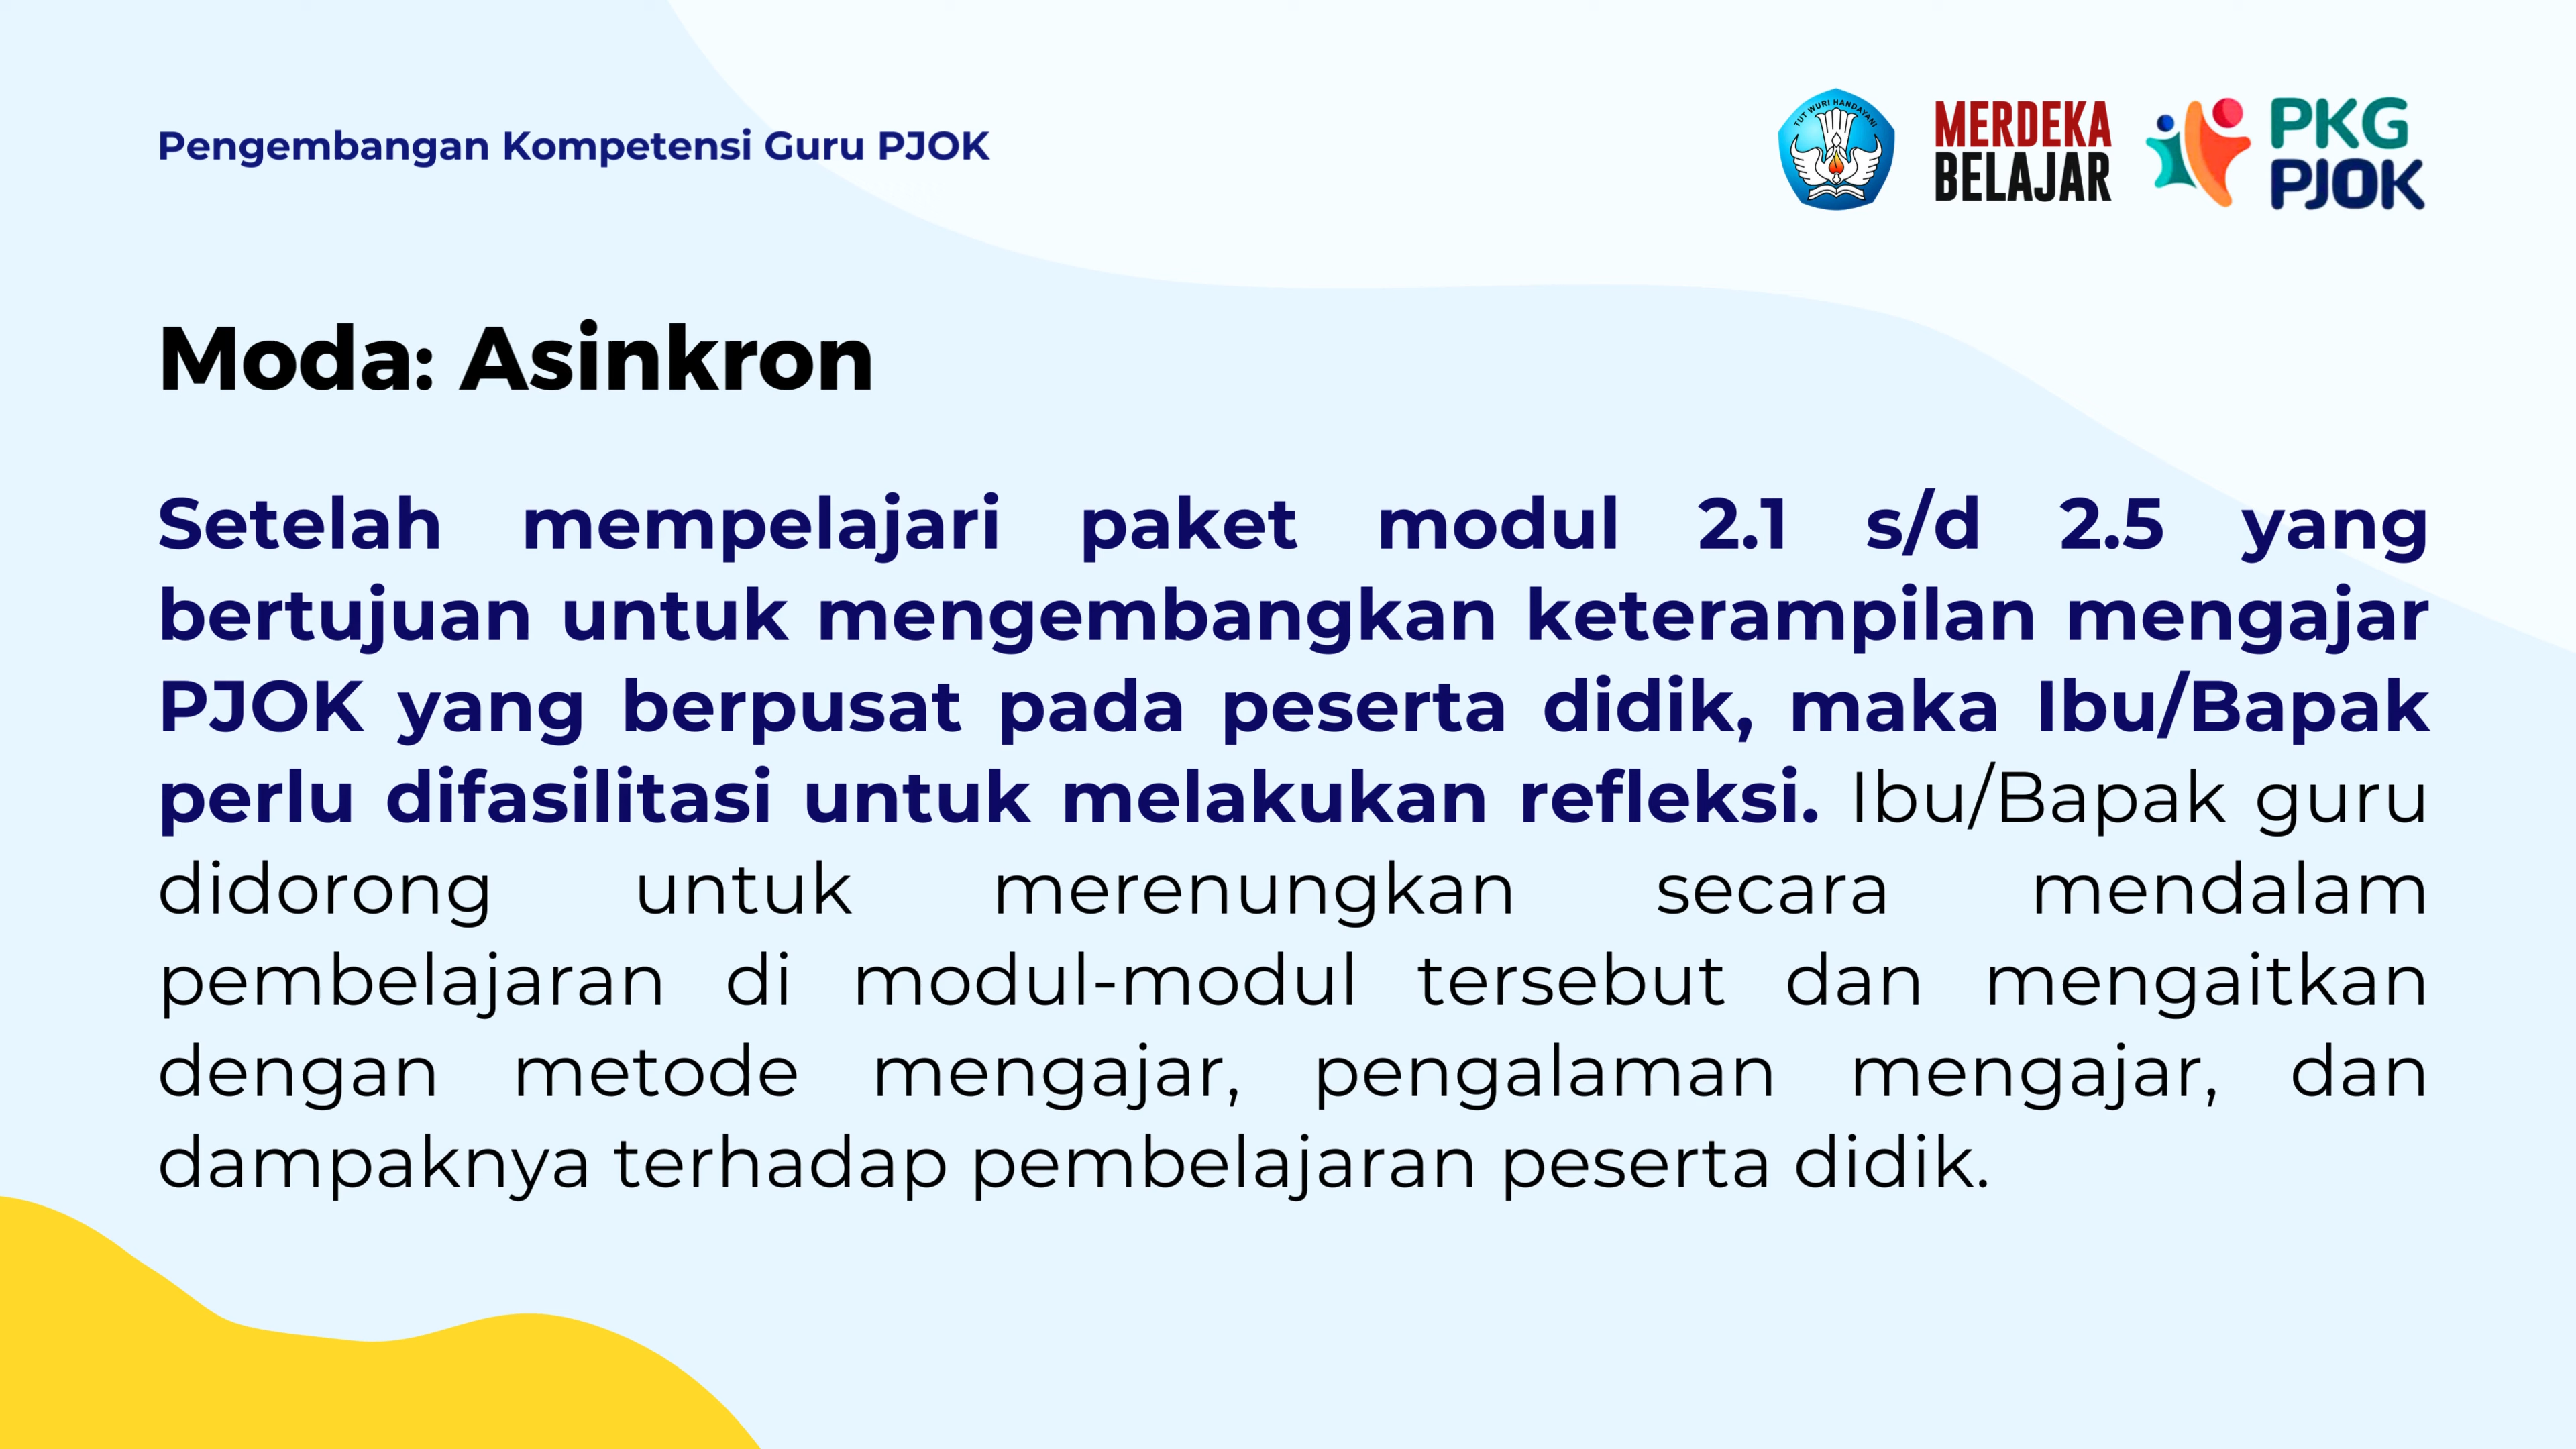 Pengembangan Kompetensi Guru PJOK
TUT WURI HANDAYANI
MERDEKA
BELAJAR
PKG
PJOK
Moda: Asinkron
Setelah mempelajari paket modul 2.1 s/d 2.5 yang
bertujuan untuk mengembangkan keterampilan mengajar
PJOK yang berpusat pada peserta didik, maka Ibu/Bapak
perlu difasilitasi untuk melakukan refleksi. Ibu/Bapak guru
didorong untuk merenungkan secara mendalam
pembelajaran di modul-modul tersebut dan mengaitkan
dengan metode mengajar, pengalaman mengajar, dan
dampaknya terhadap pembelajaran peserta didik.